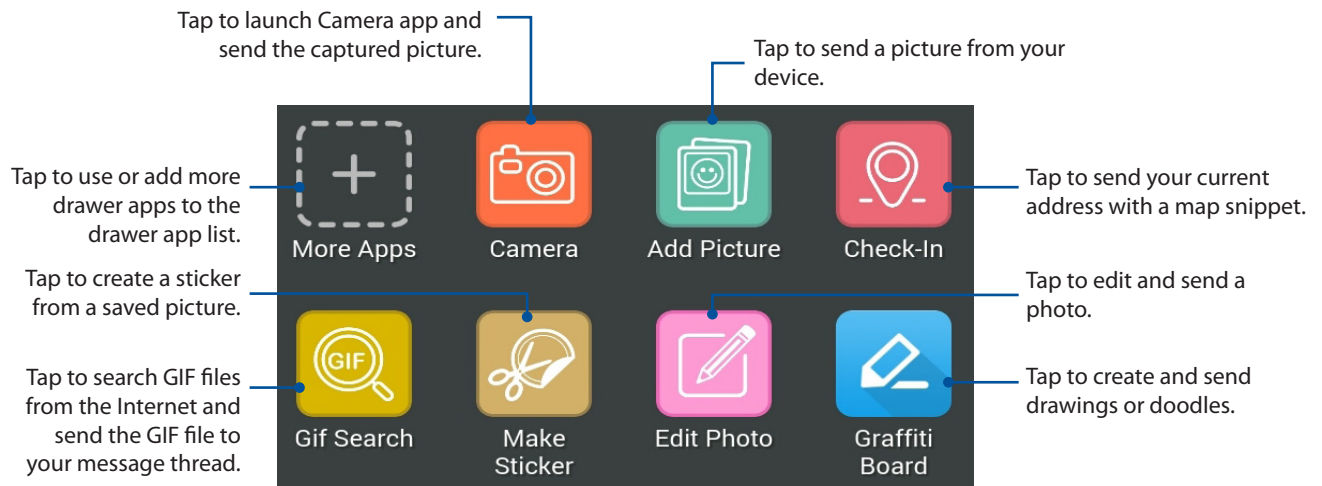 Tap to launch Camera app and
send the captured picture.
Tap to send a picture from your
device.
Tap to use or add more
drawer apps to the
drawer app list.
Tap to send your current
address with a map snippet.
More Apps
Camera
Add Picture
Check-In
Tap to create a sticker
from a saved picture.
Tap to edit and send a
photo.
GIF
Tap to search GIF files
from the Internet and
send the GIF file to
your message thread.
Tap to create and send
drawings or doodles.
Gif Search
Make
Sticker
Edit Photo
Graffiti
Board